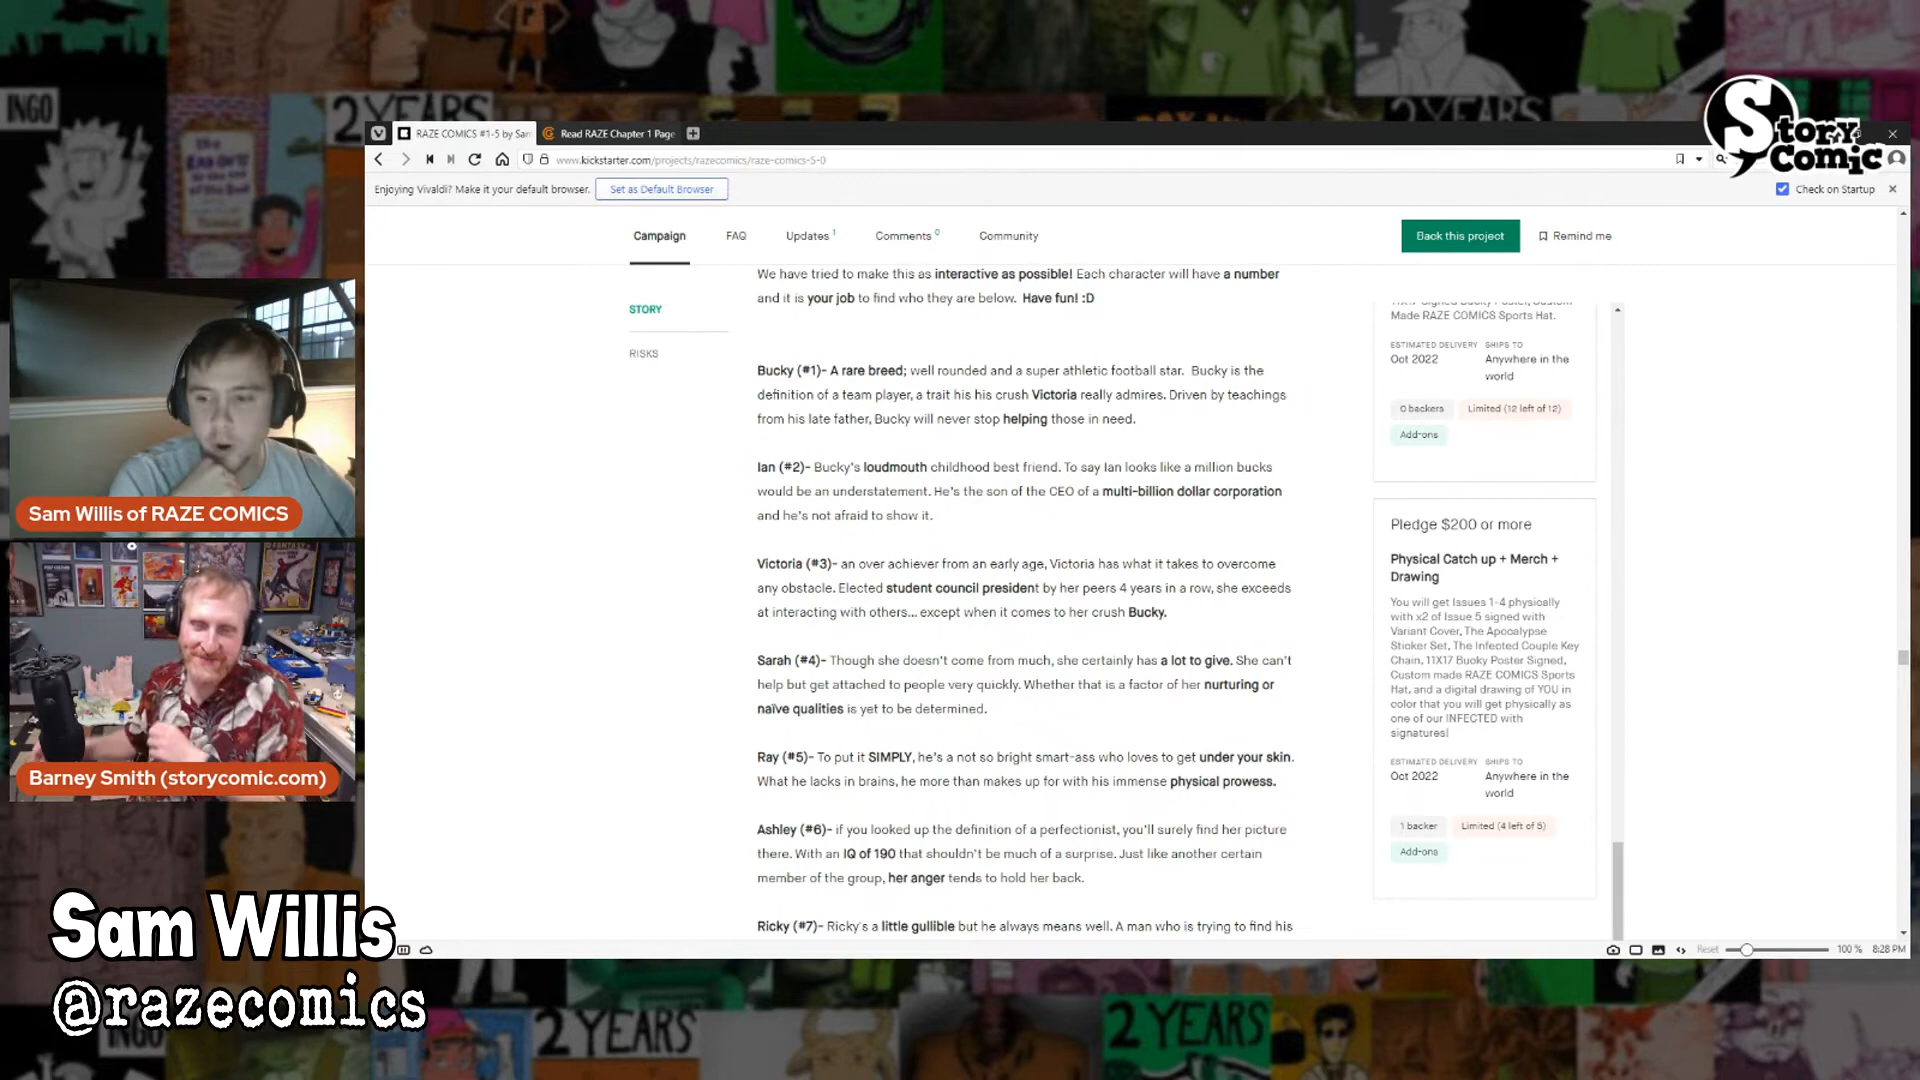 INGO
2 YEARS
2 YEARS
Story
Comic
RAZE COMICS #1-5 by Sam
Read RAZE Chapter 1 Page
www.kickstarter.com/projects/razecomics/raze-comics-5-0
Enjoying Vivaldi? Make it your default browser.
Set as Default Browser
Check on Startup
Campaign
FAQ
Updates 1
Comments 0
Community
Back this project
Remind me
STORY
RISKS
We have tried to make this as interactive as possible! Each character will have a number
and it is your job to find who they are below. Have fun! :D
Bucky (#1)- A rare breed; well rounded and a super athletic football star. Bucky is the
definition of a team player, a trait his his crush Victoria really admires. Driven by teachings
from his late father, Bucky will never stop helping those in need.
Ian (#2)- Bucky's loudmouth childhood best friend. To say Ian looks like a million bucks
would be an understatement. He's the son of the CEO of a multi-billion dollar corporation
and he's not afraid to show it.
Victoria (#3)- an over achiever from an early age, Victoria has what it takes to overcome
any obstacle. Elected student council president by her peers 4 years in a row, she exceeds
at interacting with others... except when it comes to her crush Bucky.
Sarah (#4)- Though she doesn't come from much, she certainly has a lot to give. She can't
help but get attached to people very quickly. Whether that is a factor of her nurturing or
naïve qualities is yet to be determined.
Ray (#5)- To put it SIMPLY, he's a not so bright smart-ass who loves to get under your skin.
What he lacks in brains, he more than makes up for with his immense physical prowess.
Ashley (#6)- if you looked up the definition of a perfectionist, you'll surely find her picture
there. With an IQ of 190 that shouldn't be much of a surprise. Just like another certain
member of the group, her anger tends to hold her back.
Ricky (#7)- Ricky's a little gullible but he always means well. A man who is trying to find his
11X17 Signed Bucky Poster, Custom
Made RAZE COMICS Sports Hat.
ESTIMATED DELIVERY
Oct 2022
SHIPS TO
Anywhere in the
world
0 backers
Limited (12 left of 12)
Add-ons
Pledge $200 or more
Physical Catch up + Merch +
Drawing
You will get Issues 1-4 physically
with x2 of Issue 5 signed with
Variant Cover, The Apocalypse
Sticker Set, The Infected Couple Key
Chain, 11X17 Bucky Poster Signed,
Custom made RAZE COMICS Sports
Hat, and a digital drawing of YOU in
color that you will get physically as
one of our INFECTED with
signatures!
ESTIMATED DELIVERY
Oct 2022
SHIPS TO
Anywhere in the
world
1 backer
Limited (4 left of 5)
Add-ons
Reset
100 %
8:28 PM
Sam Willis of RAZE COMICS
Barney Smith (storycomic.com)
Sam Willis
@razecomics
INGO
2 YEARS
2 YEARS